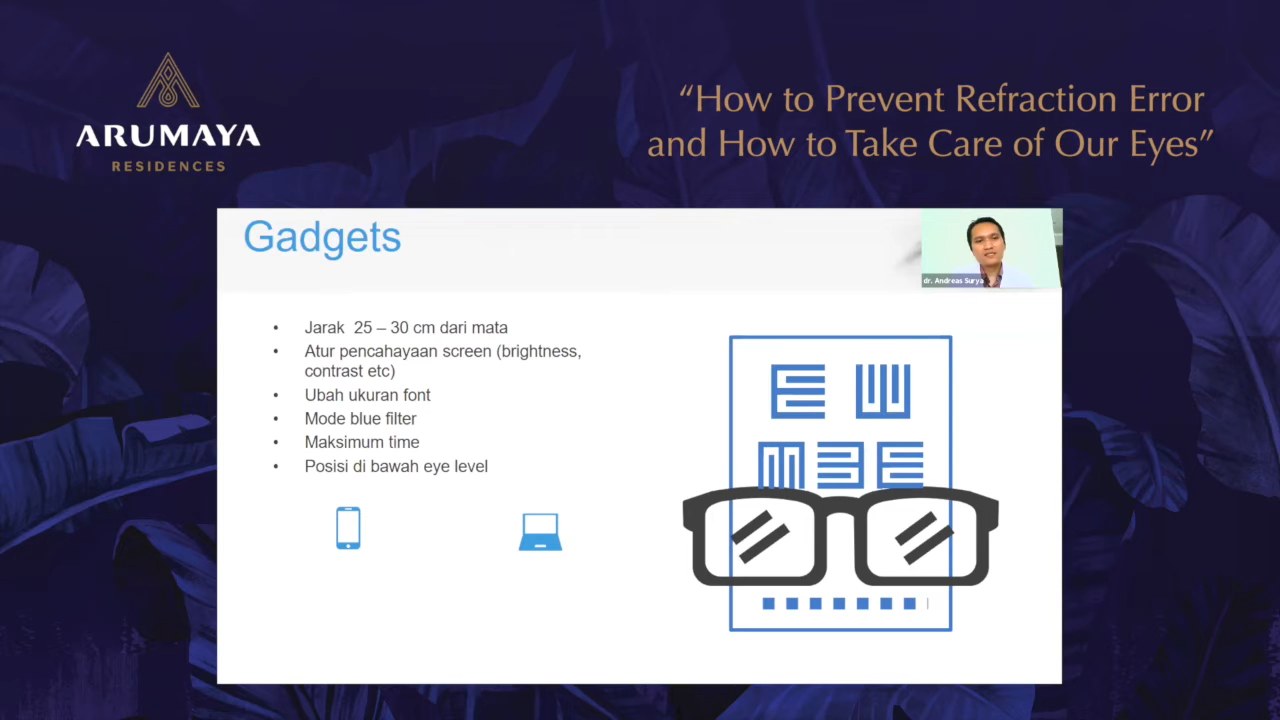 ARUMAYA
RESIDENCES
“How to Prevent Refraction Error
and How to Take Care of Our Eyes”
Gadgets
dr. Andreas Surya
• Jarak 25 – 30 cm dari mata
• Atur pencahayaan screen (brightness,
contrast etc)
• Ubah ukuran font
• Mode blue filter
• Maksimum time
• Posisi di bawah eye level